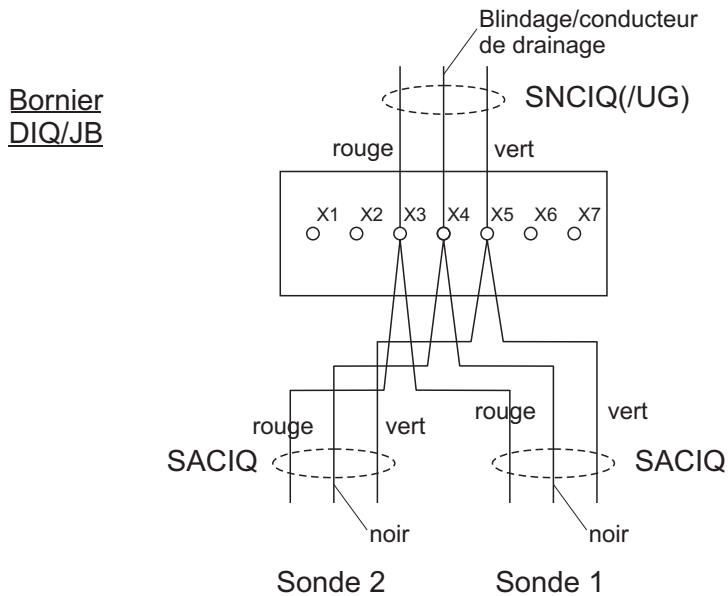 Blindage/conducteur
de drainage
Bornier
DIQ/JB
SNCIQ(/UG)
rouge
vert
X1 X2 X3 X4 X5 X6 X7
rouge
vert
rouge
vert
SACIQ
SACIQ
noir
noir
Sonde 2
Sonde 1